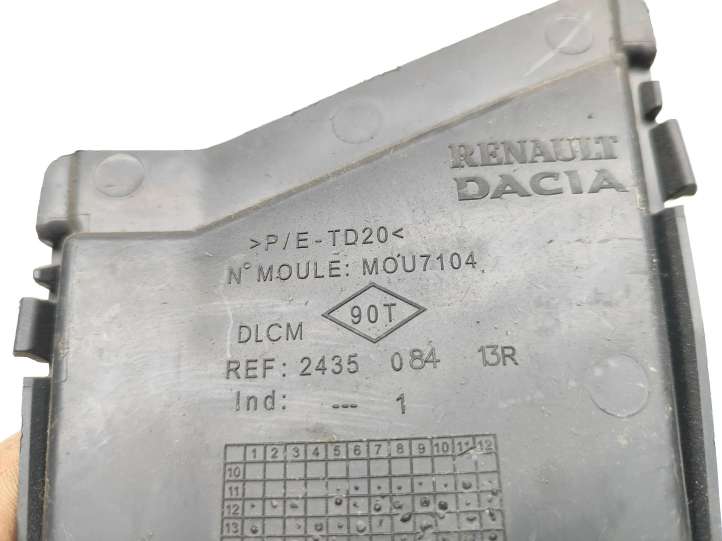 RENAULT
DACIA
>P/E-TD20<
N° MOULE: MOU7104
90T
DLCM
REF: 2435 084 13R
Ind: --- 1
1 2 3 4 5 6 7 8 9 10 11 12
10
11
12
13